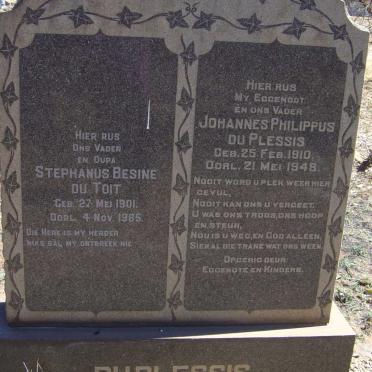 36
HIER RUS
ONS VADER
EN OUPA
STEPHANUS BESINE
DU TOIT
GEB. 27 MEI 1901.
OORL. 4 NOV. 1985.
DIE HERE IS MY HERDER
NIKS SAL MY ONTBREEK NIE
HIER RUS
MY EGGENOOT
EN ONS VADER
JOHANNES PHILIPPUS
DU PLESSIS
GEB. 25 FEB. 1910.
OORL. 21 MEI 1948.
NOOIT WORD U PLEK WEER HIER
GEVUL,
NOOIT KAN ONS U VERGEET.
U WAS ONS TROOS, ONS HOOP
EN STEUN,
NOU IS U WEG, EN GOD ALLEEN,
SIEN AL DIE TRANE WAT ONS WEEN.
OPGERIG DEUR
EGGENOTE EN KINDERS.
DU PLESSIS